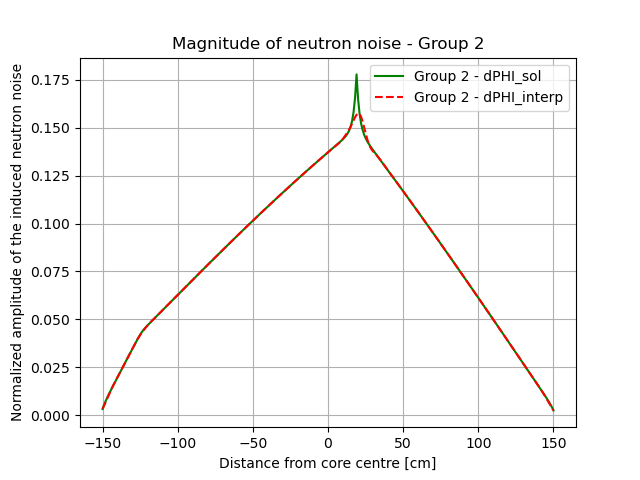 Magnitude of neutron noise - Group 2
Normalized amplitude of the induced neutron noise
0.175
0.150
0.125
0.100
0.075
0.050
0.025
0.000
Group 2 - dPHI_sol
Group 2 - dPHI_interp
−150 −100 −50 0 50 100 150
Distance from core centre [cm]